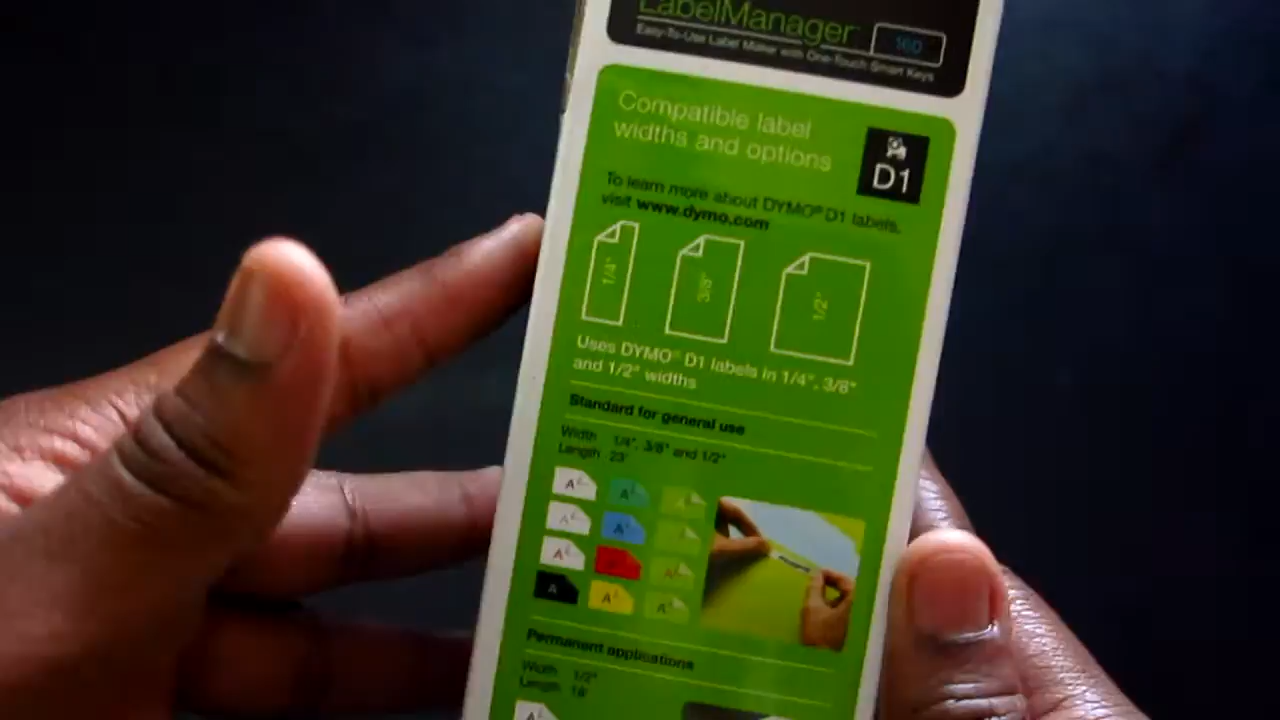 LabelManager 160
Easy-To-Use Label Maker with One-Touch Smart Keys
Compatible label
widths and options
D1
To learn more about DYMO® D1 labels,
visit www.dymo.com
1/4" 3/8" 1/2"
Uses DYMO® D1 labels in 1/4", 3/8"
and 1/2" widths
Standard for general use
Width 1/4", 3/8" and 1/2"
Length 23'
Permanent applications
Width 1/2"
Length 18'